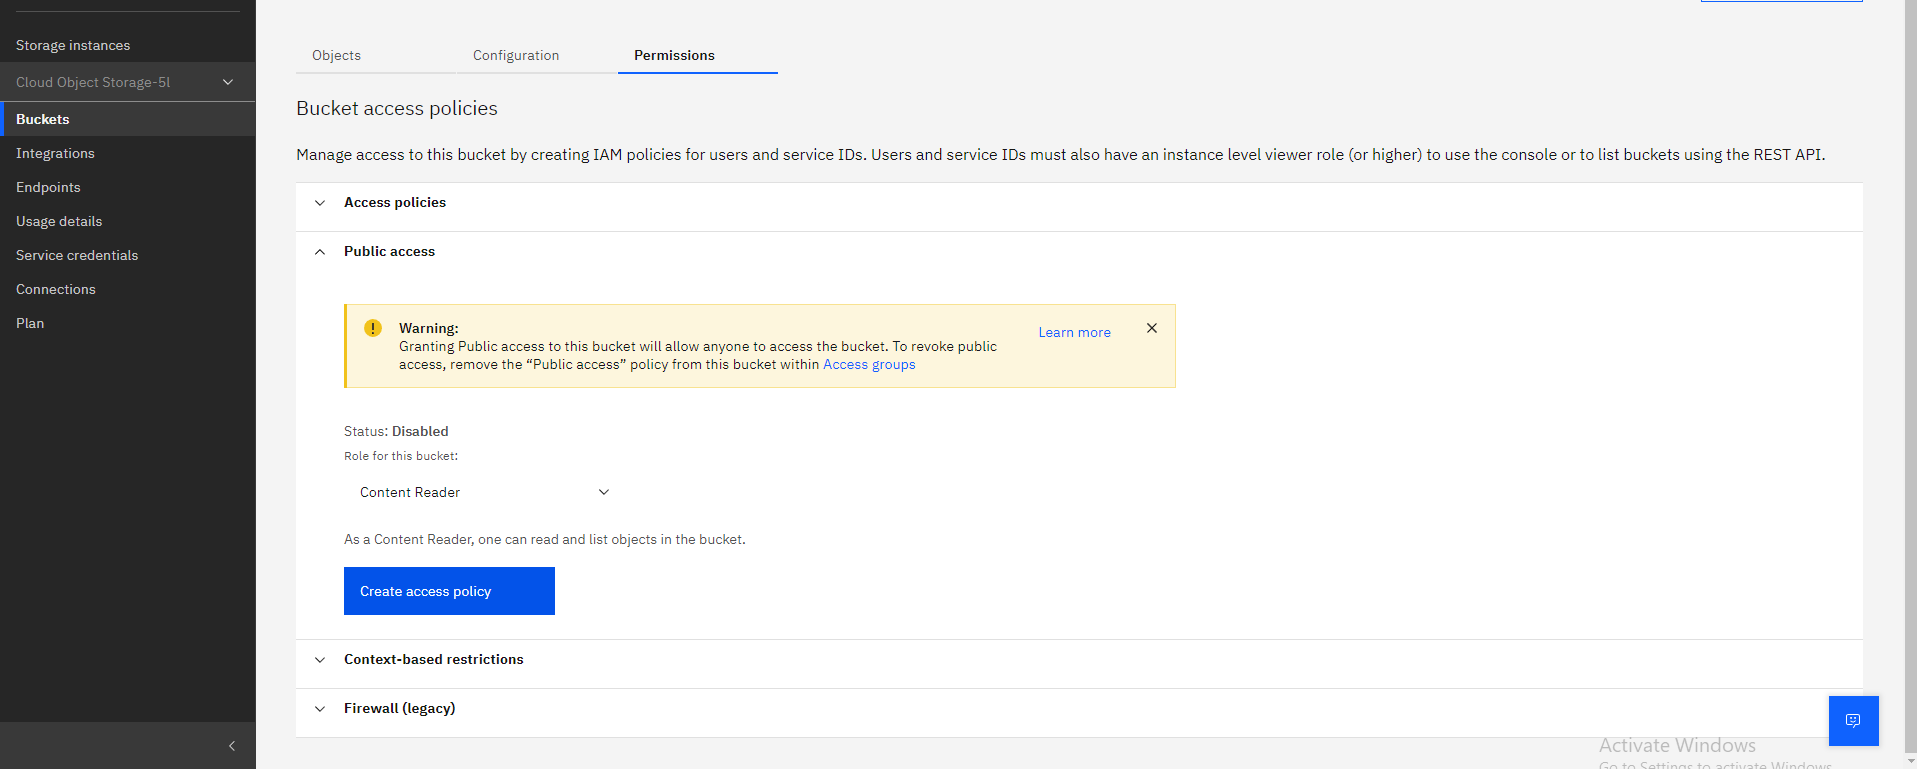 Storage instances
Cloud Object Storage-5l
Buckets
Integrations
Endpoints
Usage details
Service credentials
Connections
Plan
Objects
Configuration
Permissions
Bucket access policies
Manage access to this bucket by creating IAM policies for users and service IDs. Users and service IDs must also have an instance level viewer role (or higher) to use the console or to list buckets using the REST API.
Access policies
Public access
Warning:
Granting Public access to this bucket will allow anyone to access the bucket. To revoke public
access, remove the “Public access” policy from this bucket within Access groups
Learn more
Status: Disabled
Role for this bucket:
Content Reader
As a Content Reader, one can read and list objects in the bucket.
Create access policy
Context-based restrictions
Firewall (legacy)
Activate Windows
Go to Settings to activate Windows.